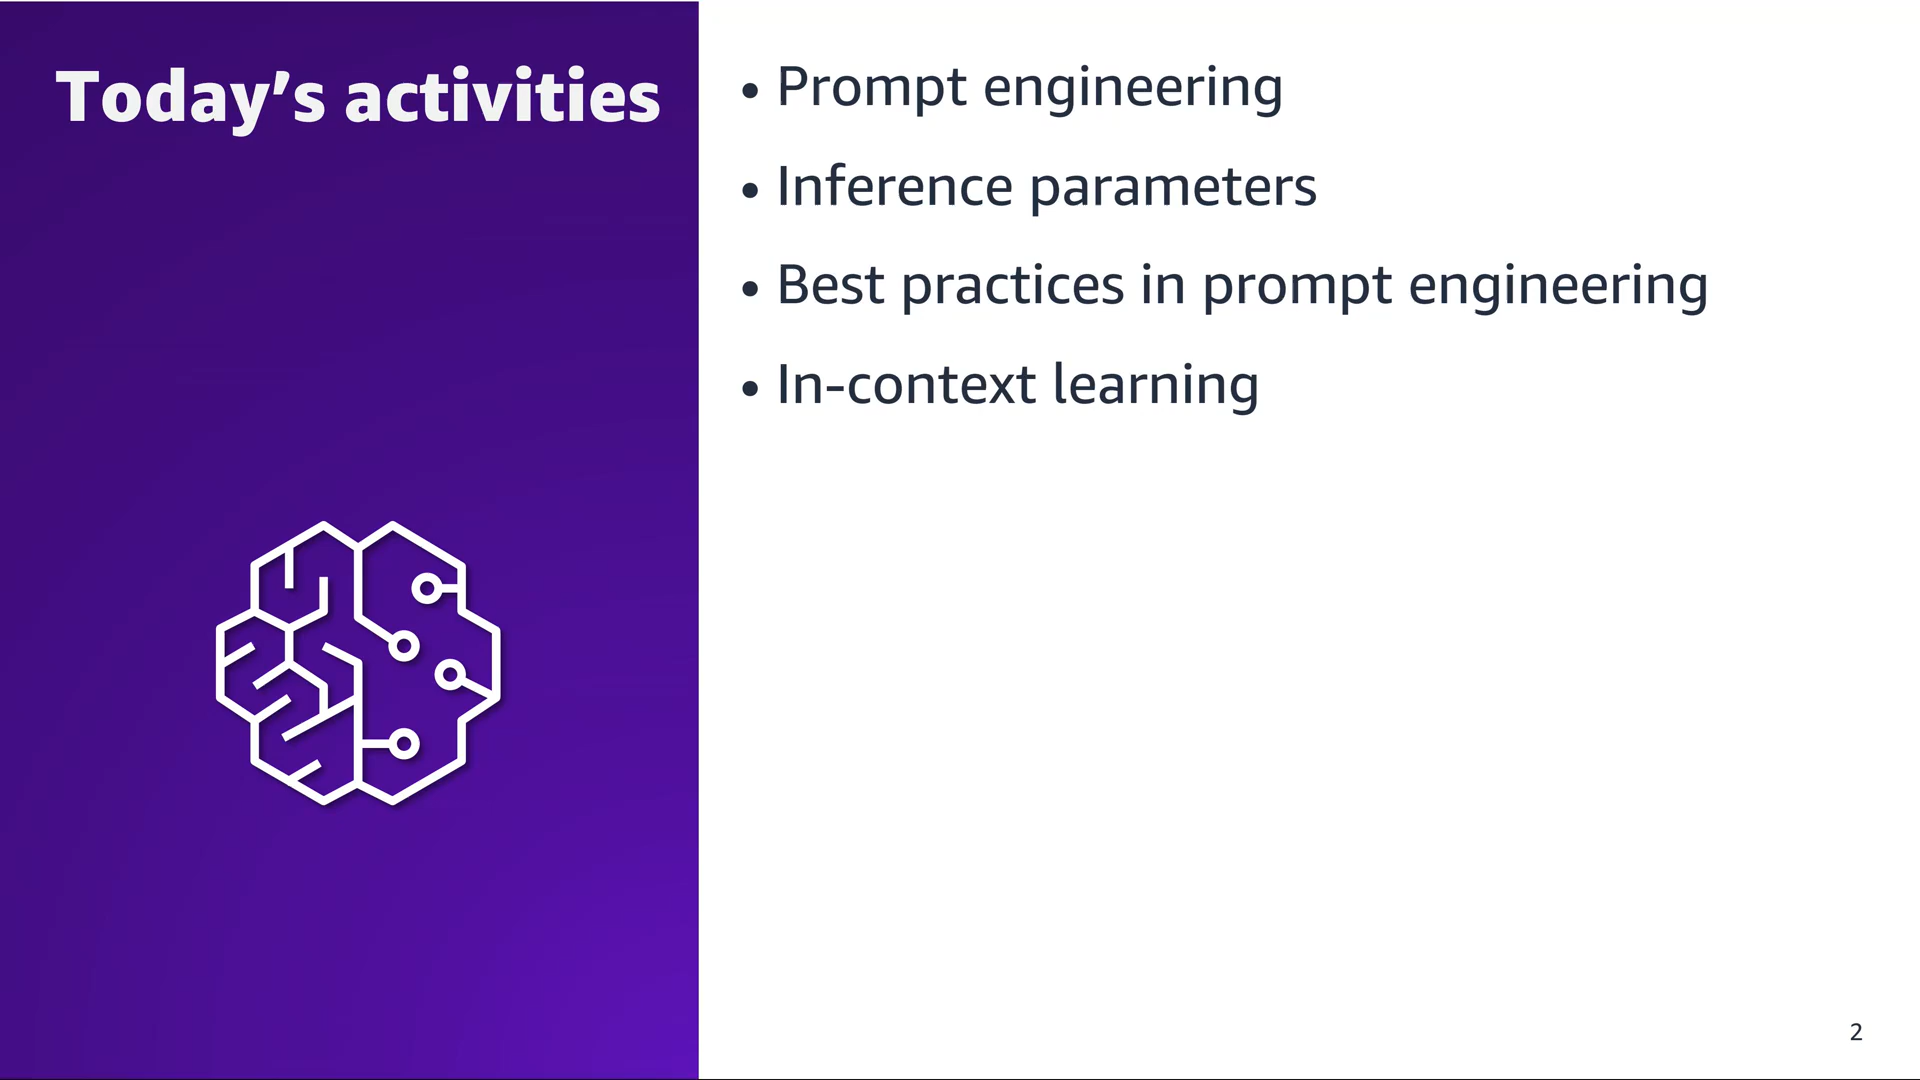 Today’s activities
• Prompt engineering
• Inference parameters
• Best practices in prompt engineering
• In-context learning
2